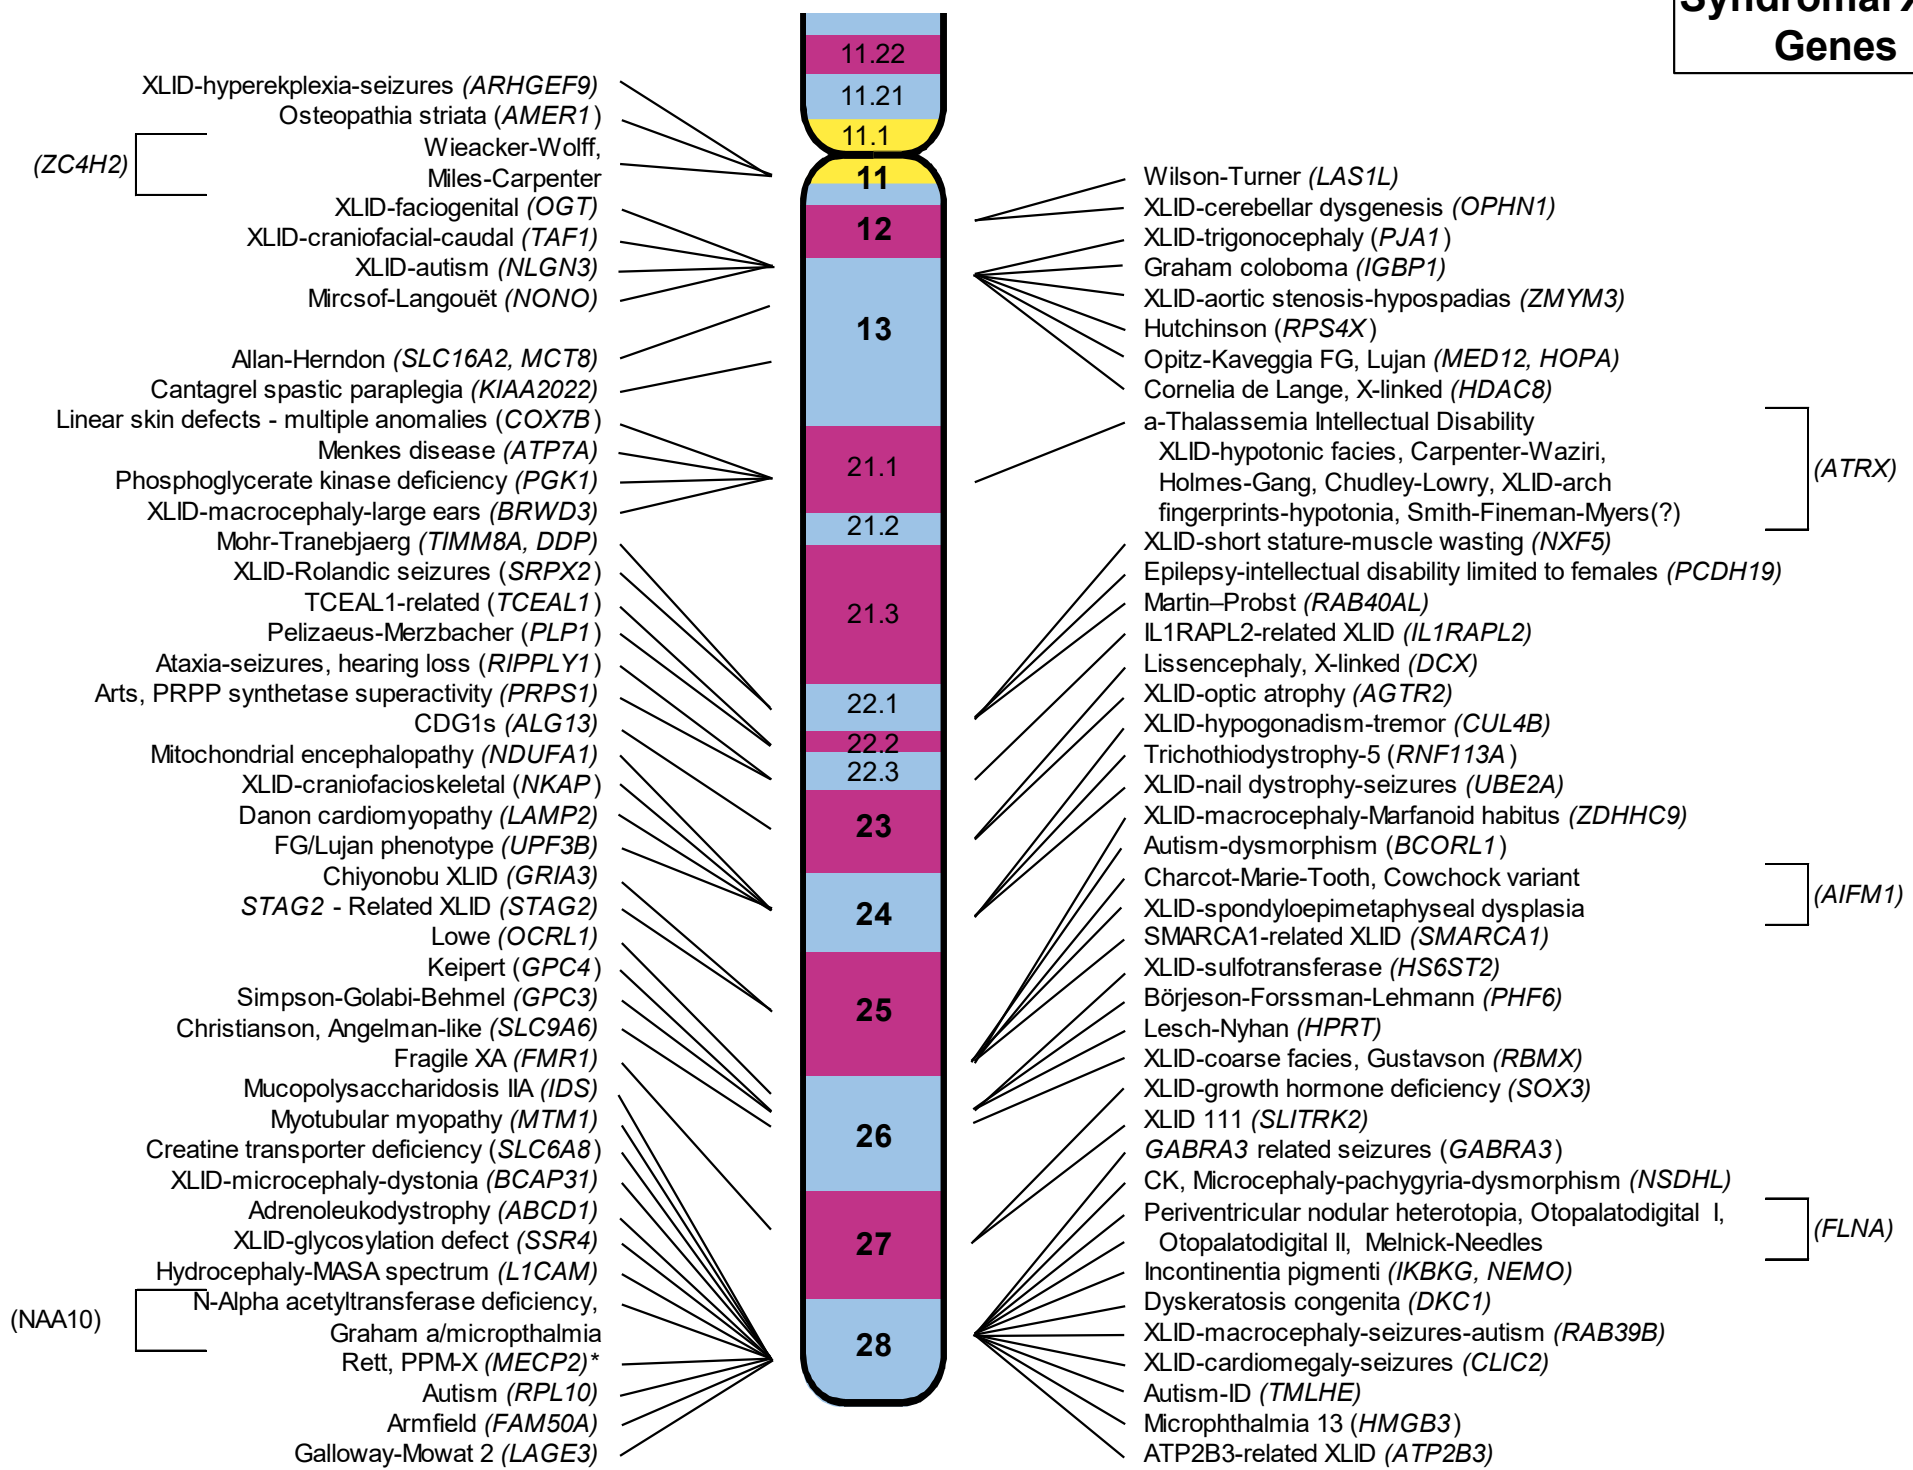 Genes
11.22
11.21
11.1
11
12
13
21.1
21.2
21.3
22.1
22.2
22.3
23
24
25
26
27
28
XLID-hyperekplexia-seizures (ARHGEF9)
Osteopathia striata (AMER1)
Wieacker-Wolff,
(ZC4H2)
Miles-Carpenter
XLID-faciogenital (OGT)
XLID-craniofacial-caudal (TAF1)
XLID-autism (NLGN3)
Mircsof-Langouët (NONO)
Allan-Herndon (SLC16A2, MCT8)
Cantagrel spastic paraplegia (KIAA2022)
Linear skin defects - multiple anomalies (COX7B)
Menkes disease (ATP7A)
Phosphoglycerate kinase deficiency (PGK1)
XLID-macrocephaly-large ears (BRWD3)
Mohr-Tranebjaerg (TIMM8A, DDP)
XLID-Rolandic seizures (SRPX2)
TCEAL1-related (TCEAL1)
Pelizaeus-Merzbacher (PLP1)
Ataxia-seizures, hearing loss (RIPPLY1)
Arts, PRPP synthetase superactivity (PRPS1)
CDG1s (ALG13)
Mitochondrial encephalopathy (NDUFA1)
XLID-craniofacioskeletal (NKAP)
Danon cardiomyopathy (LAMP2)
FG/Lujan phenotype (UPF3B)
Chiyonobu XLID (GRIA3)
STAG2 - Related XLID (STAG2)
Lowe (OCRL1)
Keipert (GPC4)
Simpson-Golabi-Behmel (GPC3)
Christianson, Angelman-like (SLC9A6)
Fragile XA (FMR1)
Mucopolysaccharidosis IIA (IDS)
Myotubular myopathy (MTM1)
Creatine transporter deficiency (SLC6A8)
XLID-microcephaly-dystonia (BCAP31)
Adrenoleukodystrophy (ABCD1)
XLID-glycosylation defect (SSR4)
Hydrocephaly-MASA spectrum (L1CAM)
N-Alpha acetyltransferase deficiency,
(NAA10)
Graham a/micropthalmia
Rett, PPM-X (MECP2)*
Autism (RPL10)
Armfield (FAM50A)
Galloway-Mowat 2 (LAGE3)
Wilson-Turner (LAS1L)
XLID-cerebellar dysgenesis (OPHN1)
XLID-trigonocephaly (PJA1)
Graham coloboma (IGBP1)
XLID-aortic stenosis-hypospadias (ZMYM3)
Hutchinson (RPS4X)
Opitz-Kaveggia FG, Lujan (MED12, HOPA)
Cornelia de Lange, X-linked (HDAC8)
a-Thalassemia Intellectual Disability
XLID-hypotonic facies, Carpenter-Waziri,
(ATRX)
Holmes-Gang, Chudley-Lowry, XLID-arch
fingerprints-hypotonia, Smith-Fineman-Myers(?)
XLID-short stature-muscle wasting (NXF5)
Epilepsy-intellectual disability limited to females (PCDH19)
Martin–Probst (RAB40AL)
IL1RAPL2-related XLID (IL1RAPL2)
Lissencephaly, X-linked (DCX)
XLID-optic atrophy (AGTR2)
XLID-hypogonadism-tremor (CUL4B)
Trichothiodystrophy-5 (RNF113A)
XLID-nail dystrophy-seizures (UBE2A)
XLID-macrocephaly-Marfanoid habitus (ZDHHC9)
Autism-dysmorphism (BCORL1)
Charcot-Marie-Tooth, Cowchock variant
(AIFM1)
XLID-spondyloepimetaphyseal dysplasia
SMARCA1-related XLID (SMARCA1)
XLID-sulfotransferase (HS6ST2)
Börjeson-Forssman-Lehmann (PHF6)
Lesch-Nyhan (HPRT)
XLID-coarse facies, Gustavson (RBMX)
XLID-growth hormone deficiency (SOX3)
XLID 111 (SLITRK2)
GABRA3 related seizures (GABRA3)
CK, Microcephaly-pachygyria-dysmorphism (NSDHL)
Periventricular nodular heterotopia, Otopalatodigital I,
(FLNA)
Otopalatodigital II, Melnick-Needles
Incontinentia pigmenti (IKBKG, NEMO)
Dyskeratosis congenita (DKC1)
XLID-macrocephaly-seizures-autism (RAB39B)
XLID-cardiomegaly-seizures (CLIC2)
Autism-ID (TMLHE)
Microphthalmia 13 (HMGB3)
ATP2B3-related XLID (ATP2B3)